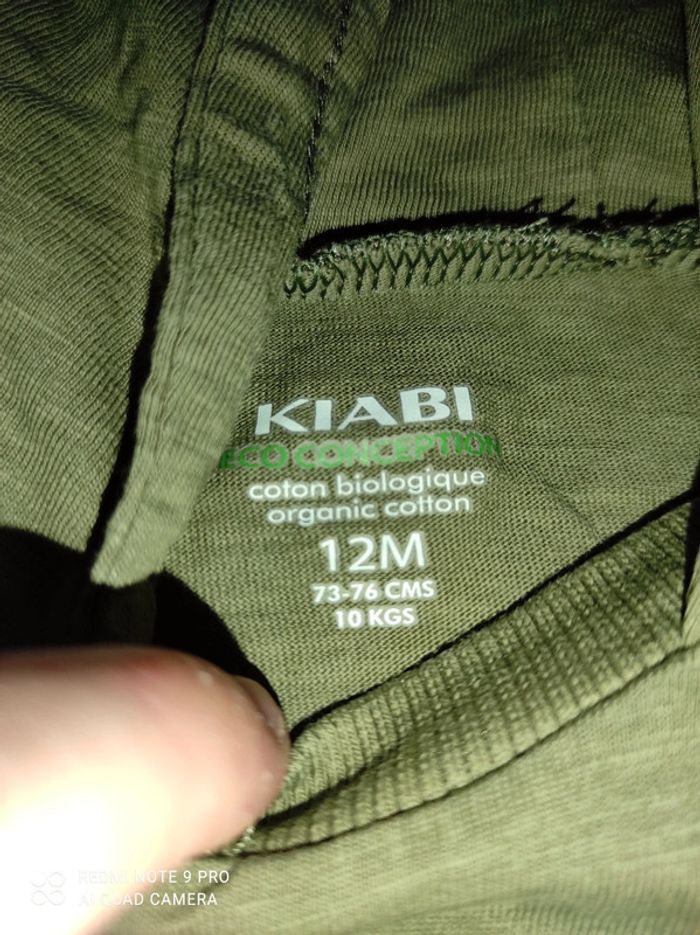 KIABI
ECO CONCEPTION
coton biologique
organic cotton
12M
73-76 CMS
10 KGS
REDMI NOTE 9 PRO
AI QUAD CAMERA